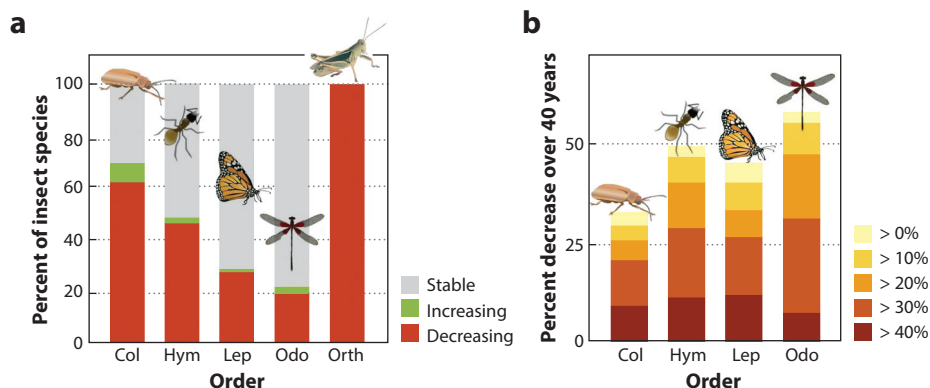 a
Percent of insect species
100
80
60
40
20
0
Col Hym Lep Odo Orth
Order
Stable
Increasing
Decreasing
b
Percent decrease over 40 years
50
25
0
Col Hym Lep Odo
Order
> 0%
> 10%
> 20%
> 30%
> 40%